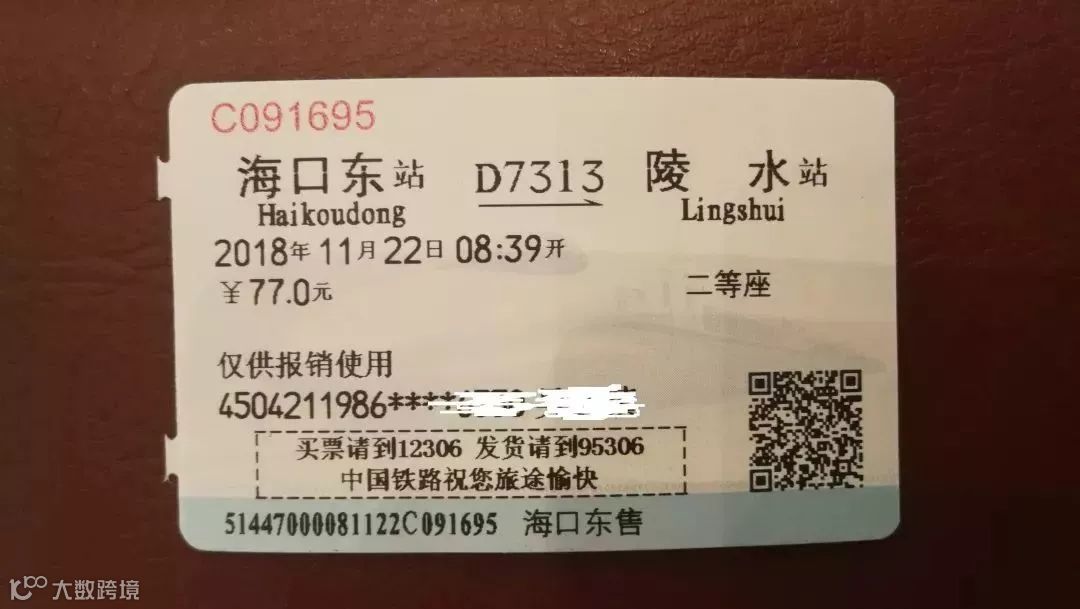 C091695
海口东站 D7313 陵水站
Haikoudong Lingshui
2018年11月22日08:39开
￥77.0元 二等座
仅供报销使用
4504211986****
买票请到12306 发货请到95306
中国铁路祝您旅途愉快
51447000081122C091695 海口东售
大数跨境